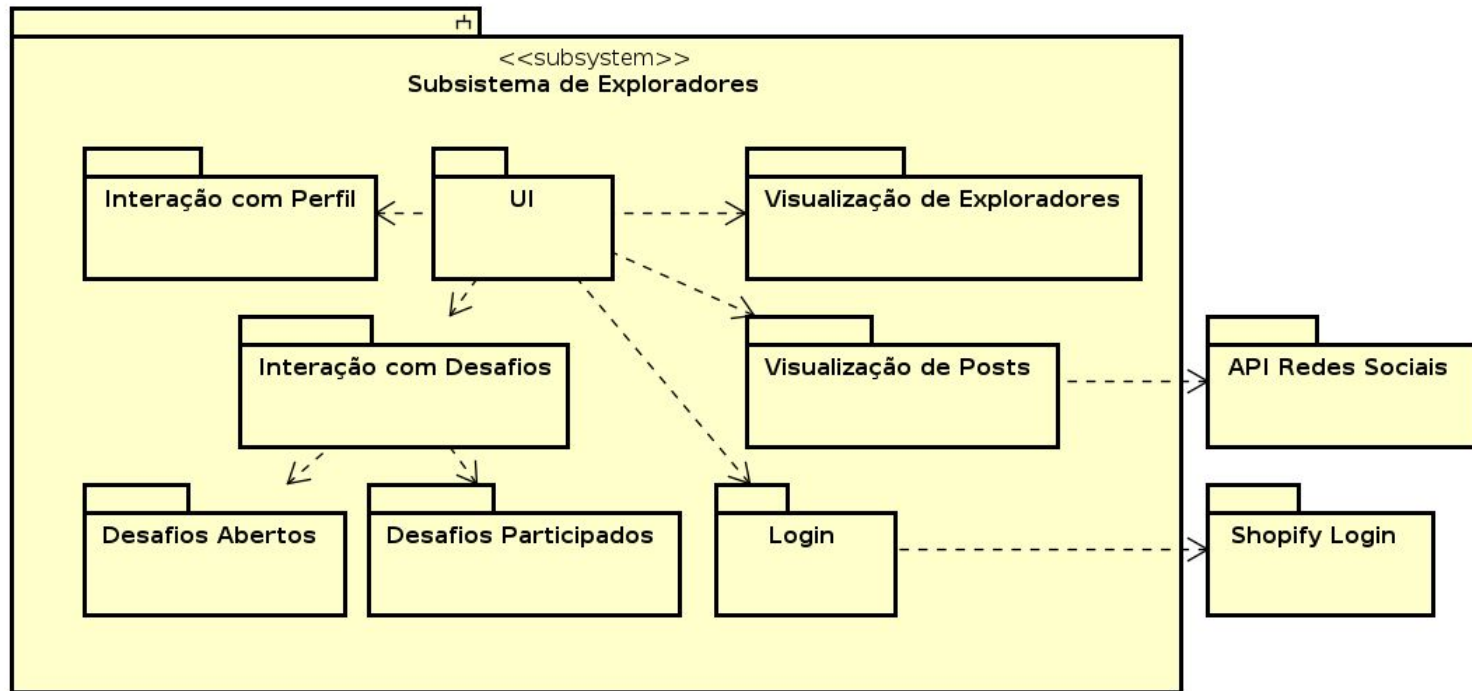 <<subsystem>>
Subsistema de Exploradores
Interação com Perfil
UI
Visualização de Exploradores
Interação com Desafios
Visualização de Posts
API Redes Sociais
Desafios Abertos
Desafios Participados
Login
Shopify Login